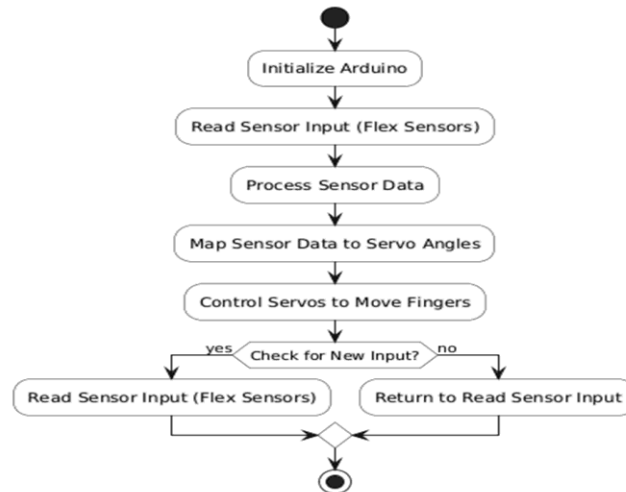 Initialize Arduino
Read Sensor Input (Flex Sensors)
Process Sensor Data
Map Sensor Data to Servo Angles
Control Servos to Move Fingers
yes
Check for New Input?
no
Read Sensor Input (Flex Sensors)
Return to Read Sensor Input